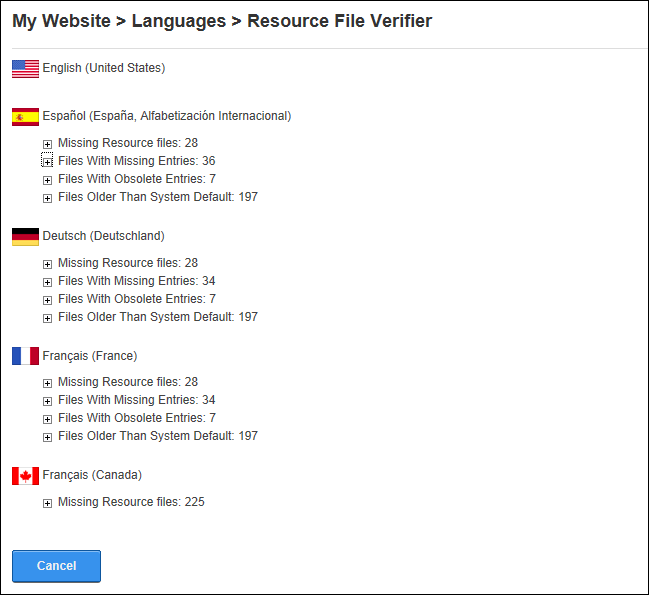 My Website > Languages > Resource File Verifier
English (United States)
Español (España, Alfabetización Internacional)
Missing Resource files: 28
Files With Missing Entries: 36
Files With Obsolete Entries: 7
Files Older Than System Default: 197
Deutsch (Deutschland)
Missing Resource files: 28
Files With Missing Entries: 34
Files With Obsolete Entries: 7
Files Older Than System Default: 197
Français (France)
Missing Resource files: 28
Files With Missing Entries: 34
Files With Obsolete Entries: 7
Files Older Than System Default: 197
Français (Canada)
Missing Resource files: 225
Cancel